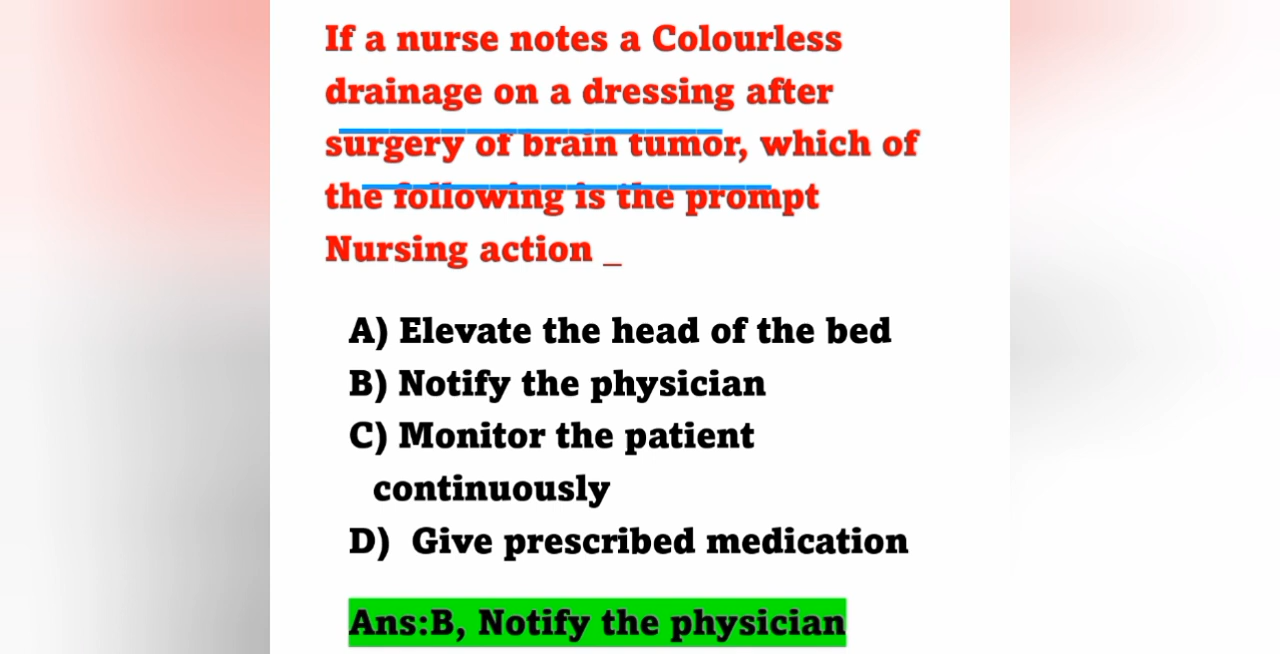 If a nurse notes a Colourless
drainage on a dressing after
surgery of brain tumor, which of
the following is the prompt
Nursing action _
A) Elevate the head of the bed
B) Notify the physician
C) Monitor the patient
continuously
D) Give prescribed medication
Ans:B, Notify the physician